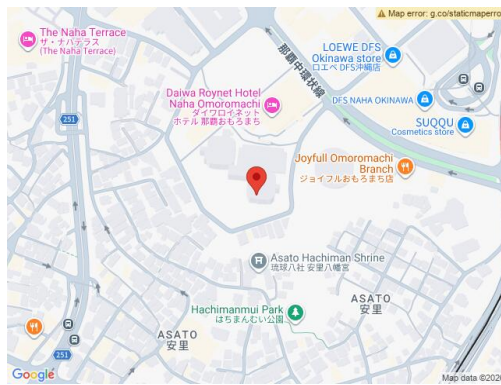 Map error: g.co/staticmaperro
The Naha Terrace
ザ・ナハテラス
(The Naha Terrace)
那覇中環状線
LOEWE DFS
Okinawa store
ロエベ DFS沖縄店
Daiwa Roynet Hotel
Naha Omoromachi
ダイワロイネット
ホテル 那覇おもろまち
DFS NAHA OKINAWA
SUQQU
Cosmetics store
251
Joyfull Omoromachi
Branch
ジョイフルおもろまち店
Asato Hachiman Shrine
琉球八社 安里八幡宮
Hachimanmui Park
はちまんむい公園
ASATO
安里
ASATO
安里
251
Google
Map data ©202